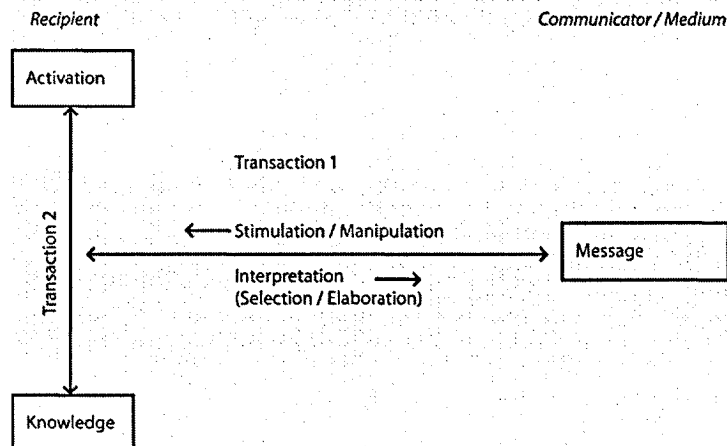 Recipient
Communicator / Medium
Activation
Transaction 1
Transaction 2
Stimulation / Manipulation
Message
Interpretation
(Selection / Elaboration)
Knowledge